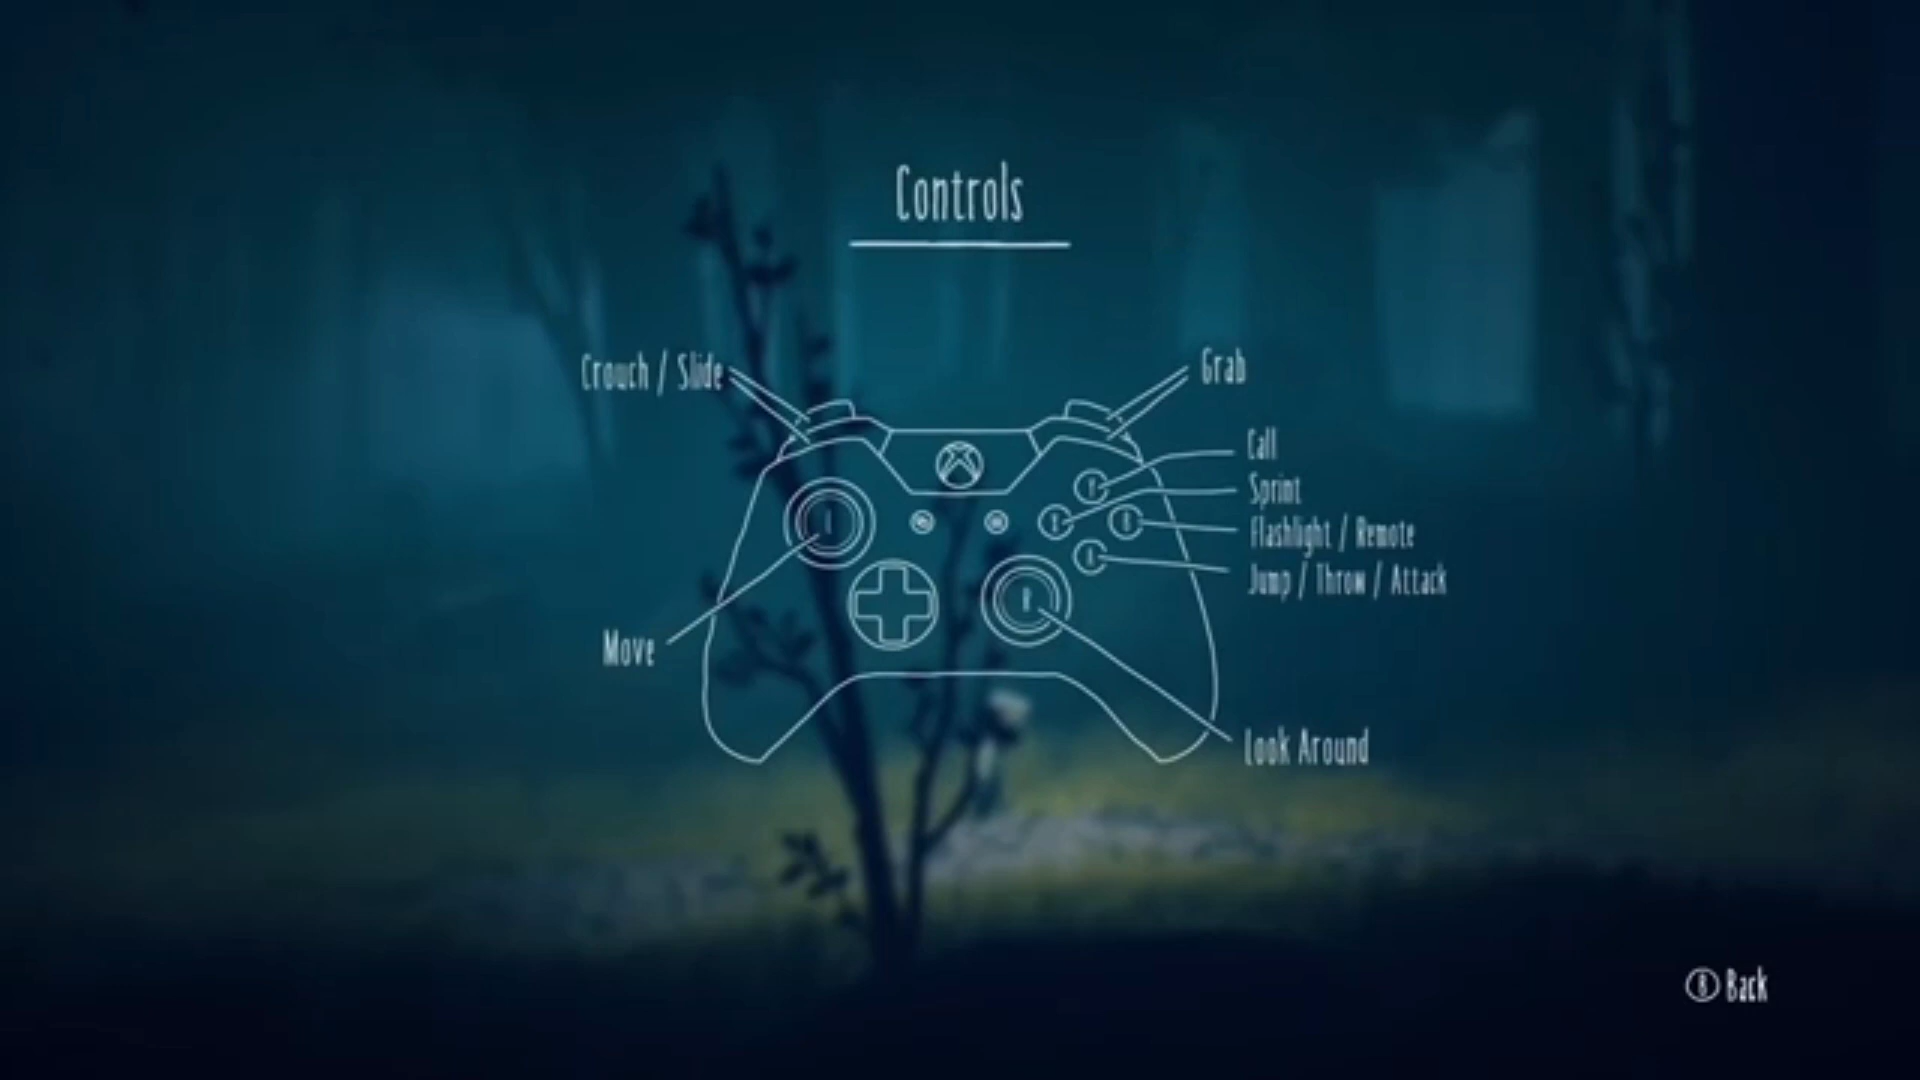 Controls
Crouch / Slide
Grab
Call
Sprint
Flashlight / Remote
Jump / Throw / Attack
Move
Look Around
B Back